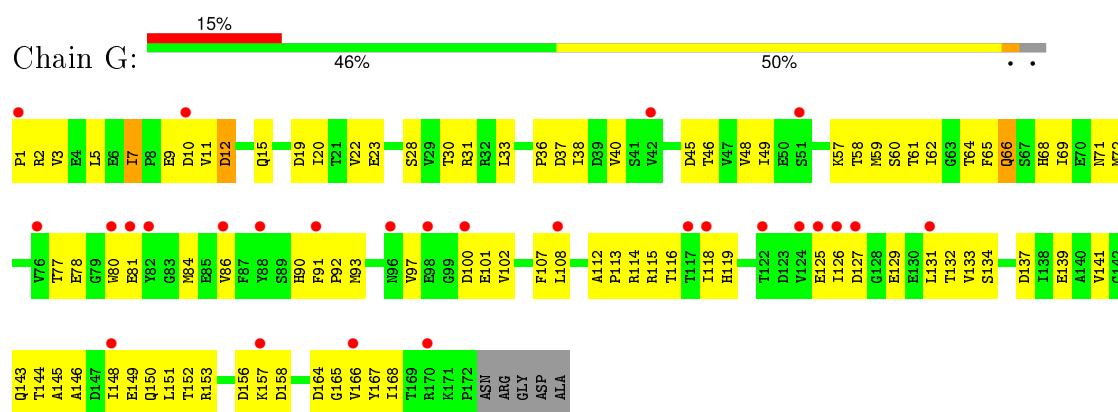 15%
Chain G:
46% 50% • •
P1 R2 V3 E4 L5 E6 I7 P8 E9 D10 V11 D12 Q15 D19 I20 T21 V22 E23 S28 V29 T30 R31 R32 L33 P36 D37 I38 D39 V40 S41 V42 D45 T46 V47 V48 I49 E50 S51 K57 T58 M59 S60 T61 I62 G63 T64 F65 Q66 S67 H68 I69 E70 N71 M72
V76 T77 E78 G79 W80 E81 Y82 G83 M84 E85 V86 F87 Y88 S89 H90 F91 P92 M93 N96 V97 E98 G99 D100 E101 V102 F107 L108 A112 P113 R114 R115 T116 T117 I118 H119 T122 D123 V124 E125 I126 D127 G128 E129 E130 L131 T132 V133 S134 D137 I138 E139 A140 V141 G142
Q143 T144 A145 A146 D147 I148 E149 Q150 L151 T152 R153 D156 K157 D158 D164 G165 V166 Y167 I168 T169 R170 K171 P172 ASN ARG GLY ASP ALA